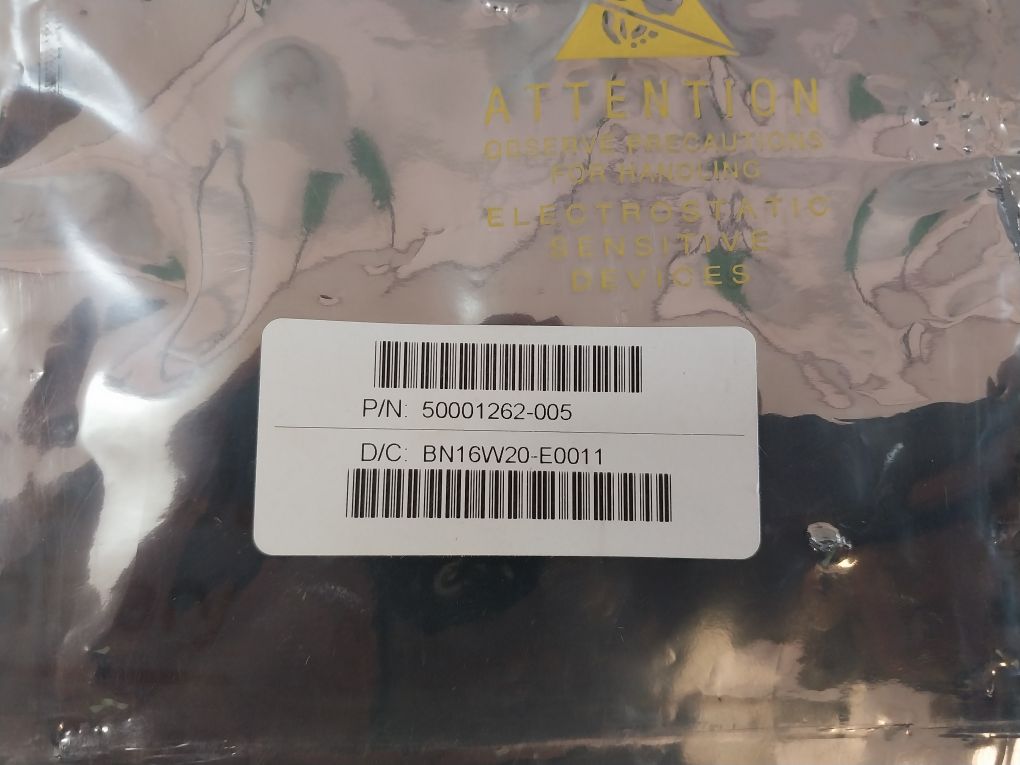 ATTENTION
OBSERVE PRECAUTIONS
FOR HANDLING
ELECTROSTATIC
SENSITIVE
DEVICES
P/N: 50001262-005
D/C: BN16W20-E0011